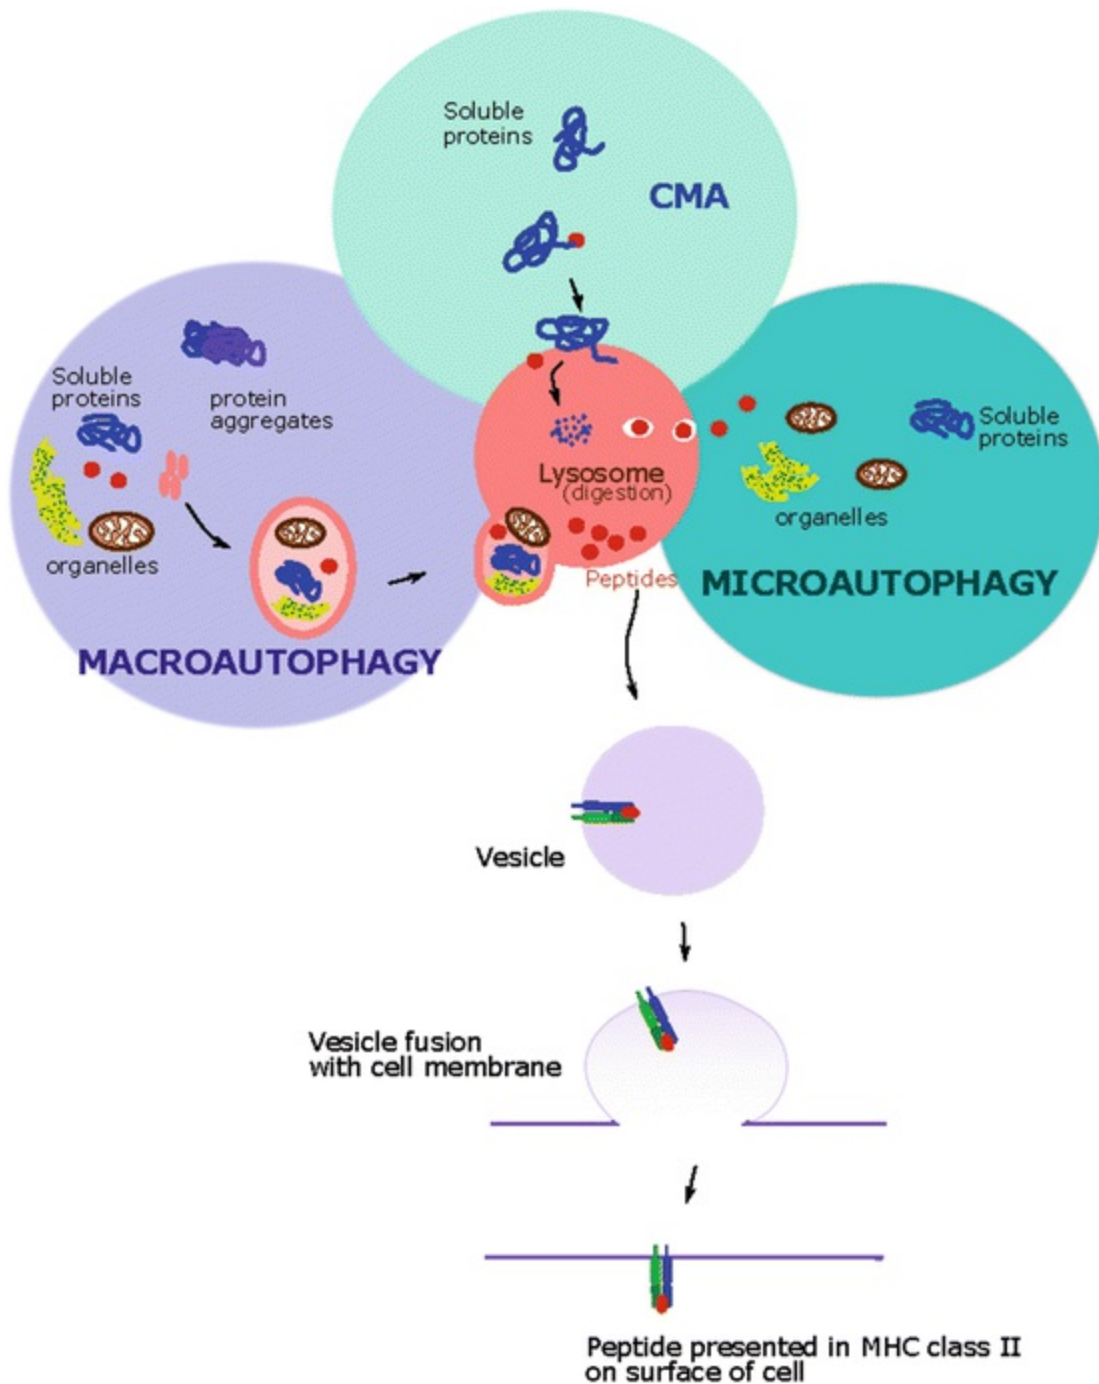 Soluble
proteins
CMA
Soluble
proteins
protein
aggregates
organelles
MACROAUTOPHAGY
Lysosome
(digestion)
Peptides
Soluble
proteins
organelles
MICROAUTOPHAGY
Vesicle
Vesicle fusion
with cell membrane
Peptide presented in MHC class II
on surface of cell